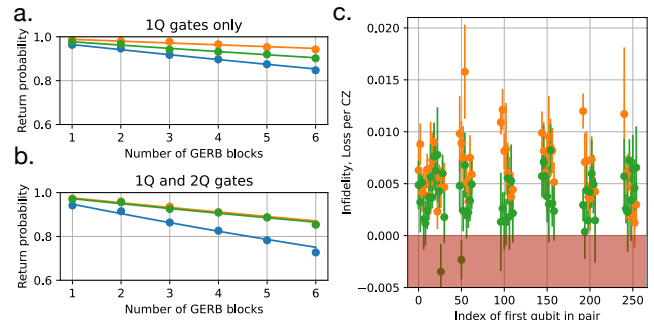 a.
1Q gates only
Return probability
1.0
0.8
0.6
1 2 3 4 5 6
Number of GERB blocks
b.
1Q and 2Q gates
Return probability
1.0
0.8
0.6
1 2 3 4 5 6
Number of GERB blocks
c.
Infidelity, Loss per CZ
0.020
0.015
0.010
0.005
0.000
−0.005
0 50 100 150 200 250
Index of first qubit in pair